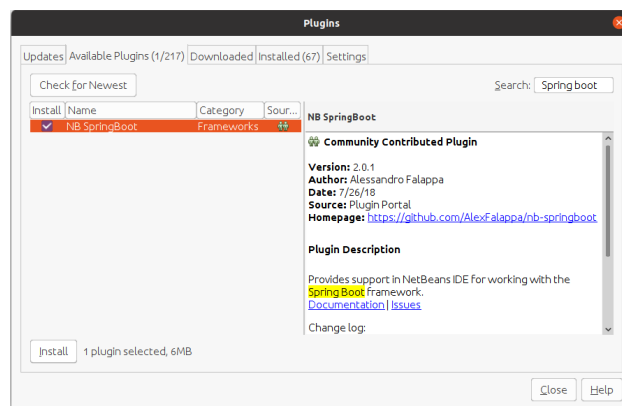 Plugins
Updates Available Plugins (1/217) Downloaded Installed (67) Settings
Check for Newest Search: Spring boot
Install Name Category Sour...
NB SpringBoot Frameworks
NB SpringBoot
Community Contributed Plugin
Version: 2.0.1
Author: Alessandro Falappa
Date: 7/26/18
Source: Plugin Portal
Homepage: https://github.com/AlexFalappa/nb-springboot
Plugin Description
Provides support in NetBeans IDE for working with the
Spring Boot framework.
Documentation | Issues
Change log:
Install 1 plugin selected, 6MB
Close Help